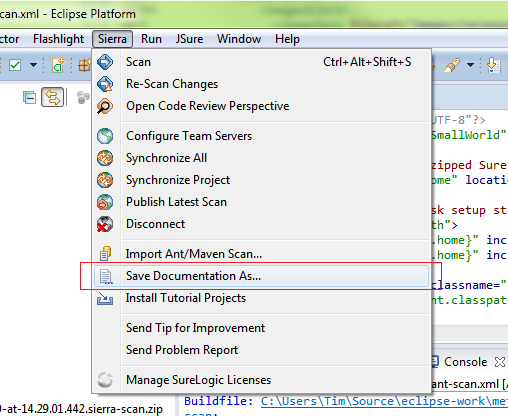 scan.xml - Eclipse Platform
ctor Flashlight Sierra Run JSure Window Help
Scan Ctrl+Alt+Shift+S
Re-Scan Changes
Open Code Review Perspective
Configure Team Servers
UTF-8"?>
Synchronize All
SmallWorld"
Synchronize Project
zipped Sure
ome" locatio
Publish Latest Scan
Disconnect
sk setup st
th">
.home}" inc
Import Ant/Maven Scan...
.home}" inc
Save Documentation As...
classname="
Install Tutorial Projects
nt.classpat
Send Tip for Improvement
Send Problem Report
Console
Manage SureLogic Licenses
ant-scan.xml [A
Buildfile: C:\Users\Tim\Source\eclipse-work\met
0-at-14.29.01.442.sierra-scan.zip
scan: